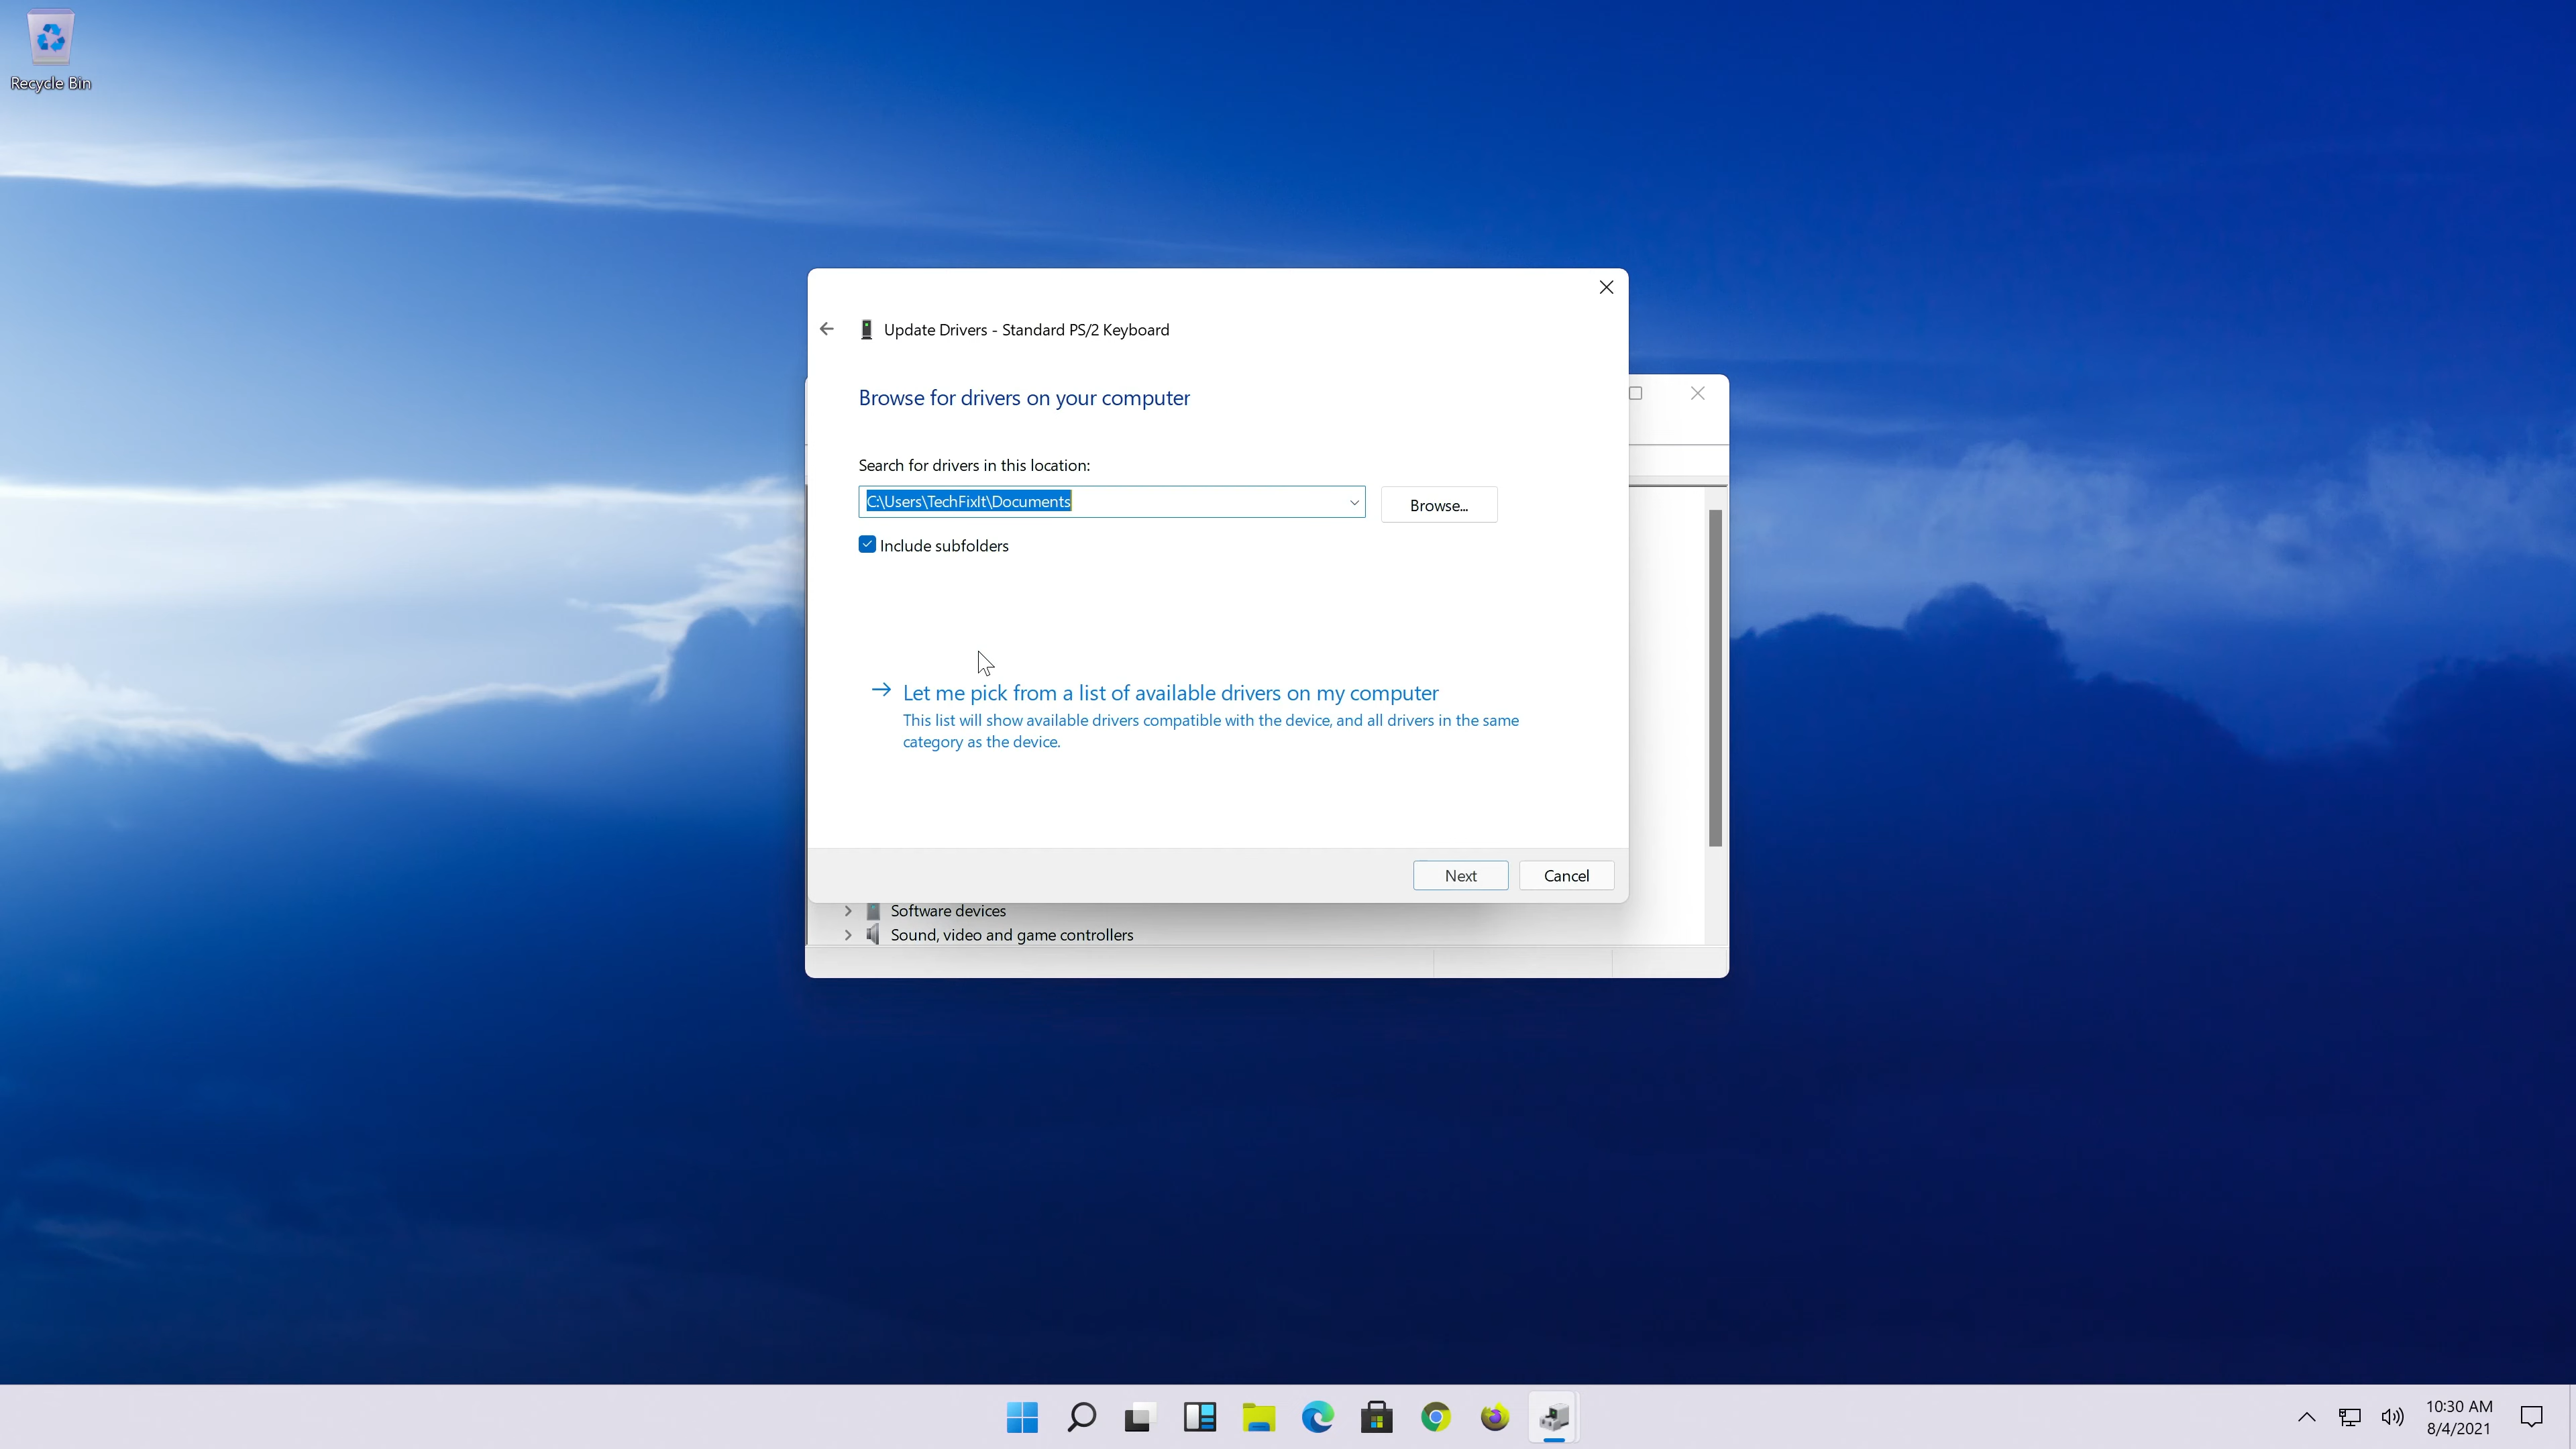 Recycle Bin
Update Drivers - Standard PS/2 Keyboard
Browse for drivers on your computer
Search for drivers in this location:
C:\Users\TechFixIt\Documents
Browse...
Include subfolders
Let me pick from a list of available drivers on my computer
This list will show available drivers compatible with the device, and all drivers in the same
category as the device.
Next
Cancel
Software devices
Sound, video and game controllers
10:30 AM
8/4/2021